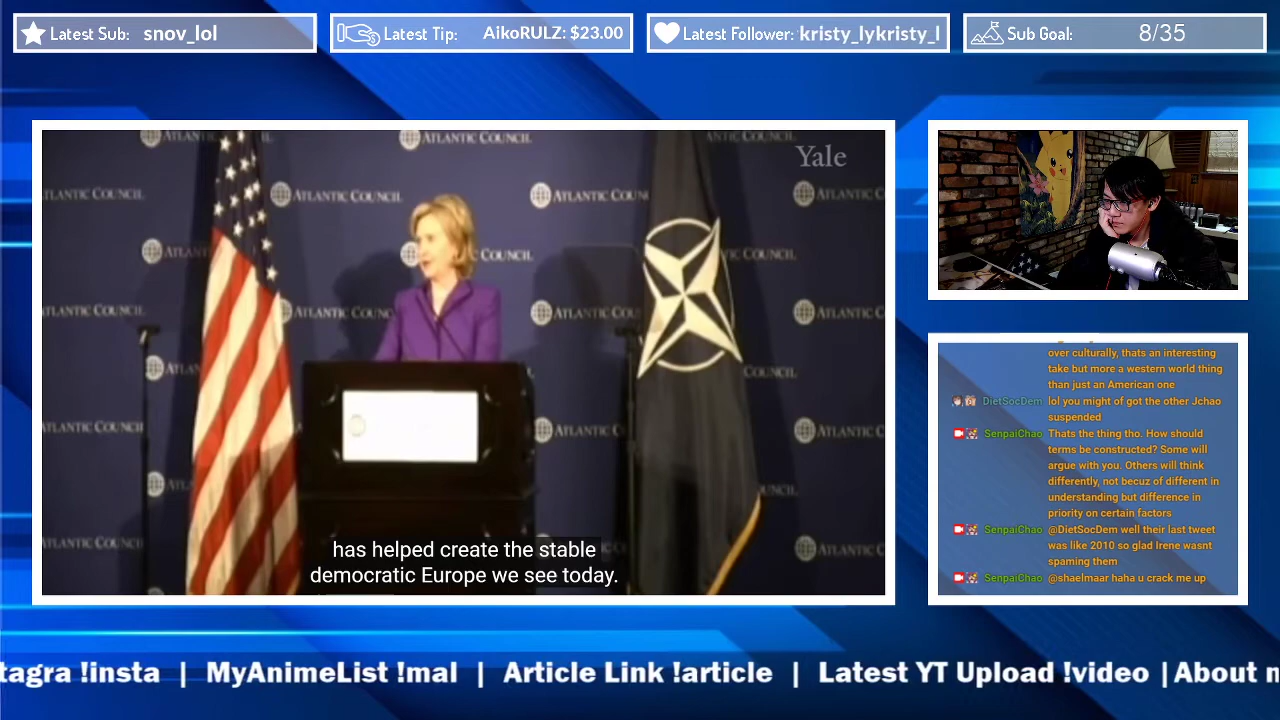 Latest Sub: snov_lol
Latest Tip: AikoRULZ: $23.00
Latest Follower: kristy_lykristy_l
Sub Goal: 8/35
Yale
ATLANTIC COUNCIL
ATLANTIC COUNCIL
ATLANTIC COUNCIL
has helped create the stable
democratic Europe we see today.
over culturally, thats an interesting
take but more a western world thing
than just an American one
DietSocDem lol you might of got the other Jchao
suspended
SenpaiChao Thats the thing tho. How should
terms be constructed? Some will
argue with you. Others will think
differently, not becuz of different in
understanding but difference in
priority on certain factors
SenpaiChao @DietSocDem well their last tweet
was like 2010 so glad Irene wasnt
spaming them
SenpaiChao @shaelmaar haha u crack me up
tagra !insta | MyAnimeList !mal | Article Link !article | Latest YT Upload !video | About m